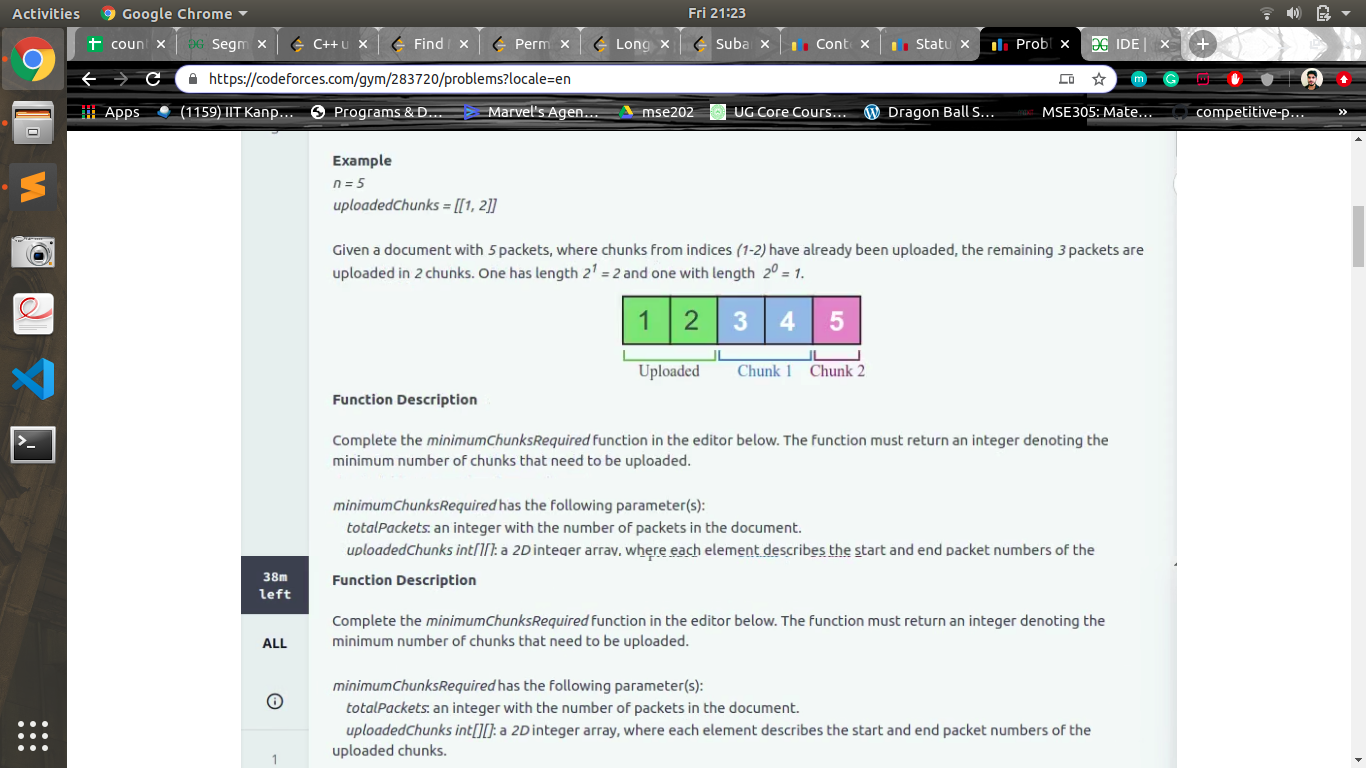 Activities
Google Chrome
Fri 21:23
coun
Segm
C++ u
Find
Perm
Long
Suba
Cont
Statu
Prob
IDE |
https://codeforces.com/gym/283720/problems?locale=en
Apps
(1159) IIT Kanp...
Programs & D...
Marvel's Agen...
mse202
UG Core Cours...
Dragon Ball S...
MSE305: Mate...
competitive-p...
»
Example
n = 5
uploadedChunks = [[1, 2]]
Given a document with 5 packets, where chunks from indices (1-2) have already been uploaded, the remaining 3 packets are
uploaded in 2 chunks. One has length 2¹ = 2 and one with length 2⁰ = 1.
1 2 3 4 5
Uploaded Chunk 1 Chunk 2
Function Description
Complete the minimumChunksRequired function in the editor below. The function must return an integer denoting the
minimum number of chunks that need to be uploaded.
minimumChunksRequired has the following parameter(s):
totalPackets: an integer with the number of packets in the document.
uploadedChunks int[][]: a 2D integer array, where each element describes the start and end packet numbers of the
38m
left
Function Description
Complete the minimumChunksRequired function in the editor below. The function must return an integer denoting the
minimum number of chunks that need to be uploaded.
ALL
minimumChunksRequired has the following parameter(s):
totalPackets: an integer with the number of packets in the document.
uploadedChunks int[][]: a 2D integer array, where each element describes the start and end packet numbers of the
uploaded chunks.
1